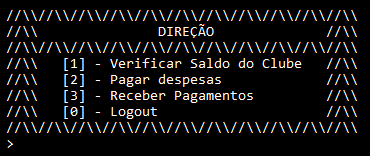 //\\//\\//\\//\\//\\//\\//\\//\\//\\//\\//\\
//\\ DIREÇÃO //\\
//\\//\\//\\//\\//\\//\\//\\//\\//\\//\\//\\
//\\ [1] - Verificar Saldo do Clube //\\
//\\ [2] - Pagar despesas //\\
//\\ [3] - Receber Pagamentos //\\
//\\ [0] - Logout //\\
//\\//\\//\\//\\//\\//\\//\\//\\//\\//\\//\\
>